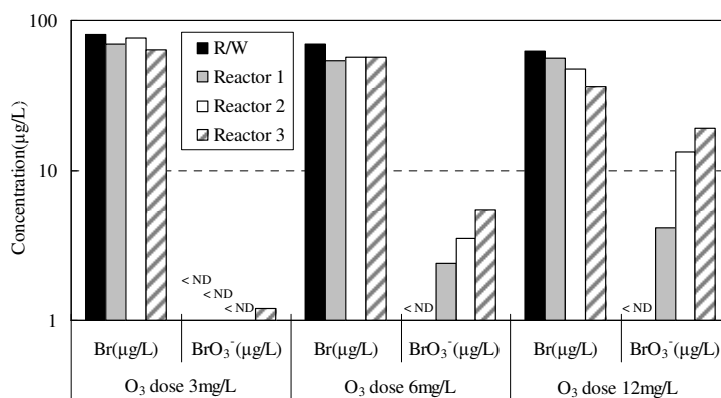 100
10
1
Concentration(µg/L)
R/W
Reactor 1
Reactor 2
Reactor 3
< ND
< ND
< ND
< ND
< ND
Br(µg/L) BrO₃⁻(µg/L) Br(µg/L) BrO₃⁻(µg/L) Br(µg/L) BrO₃⁻(µg/L)
O₃ dose 3mg/L O₃ dose 6mg/L O₃ dose 12mg/L